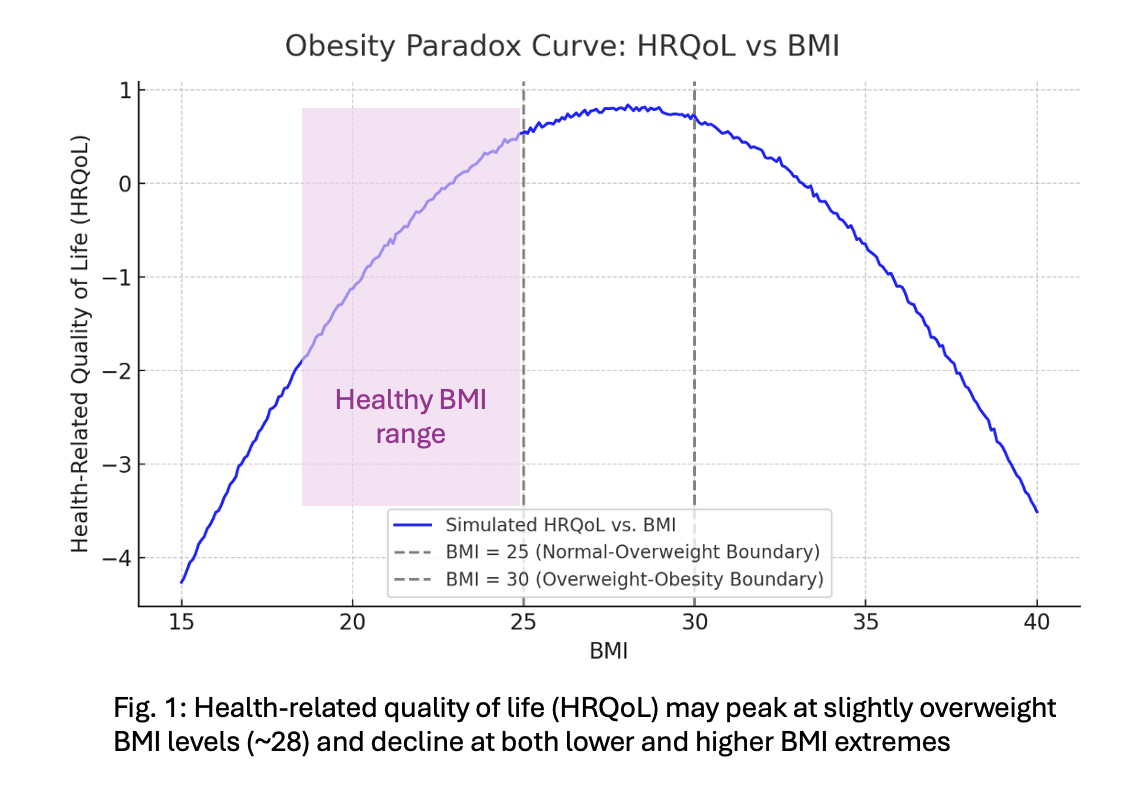 Obesity Paradox Curve: HRQoL vs BMI
Health-Related Quality of Life (HRQoL)
1
0
−1
−2
−3
−4
Healthy BMI
range
Simulated HRQoL vs. BMI
BMI = 25 (Normal-Overweight Boundary)
BMI = 30 (Overweight-Obesity Boundary)
15
20
25
30
35
40
BMI
Fig. 1: Health-related quality of life (HRQoL) may peak at slightly overweight
BMI levels (~28) and decline at both lower and higher BMI extremes